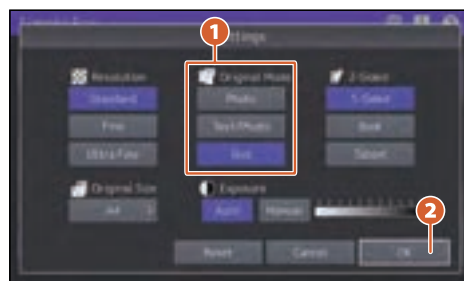 1
Settings
Resolution
Original Mode
2-Sided
Standard
Photo
1-Sided
Fine
Text/Photo
Book
Ultra Fine
Text
Tablet
Original Size
Exposure
A4
Auto
Manual
2
Reset
Cancel
OK